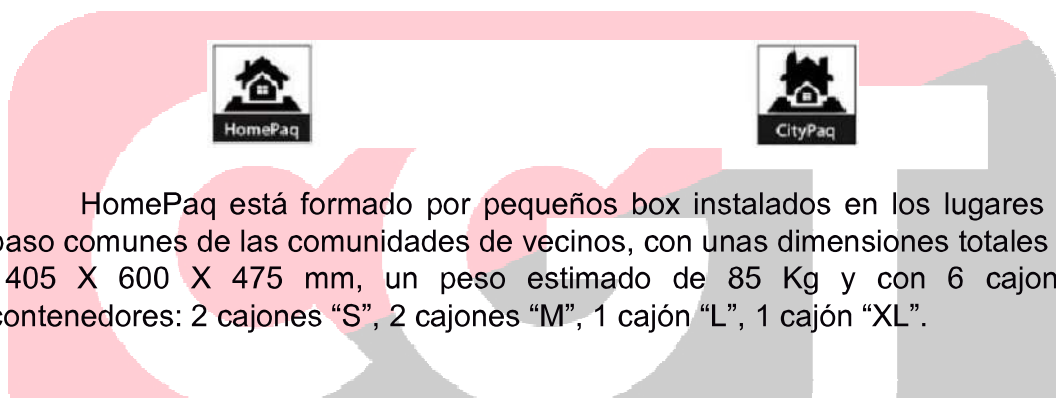 HomePaq
CityPaq
HomePaq está formado por pequeños box instalados en los lugares
paso comunes de las comunidades de vecinos, con unas dimensiones totales
405 X 600 X 475 mm, un peso estimado de 85 Kg y con 6 cajon
contenedores: 2 cajones “S”, 2 cajones “M”, 1 cajón “L”, 1 cajón “XL”.
CGT